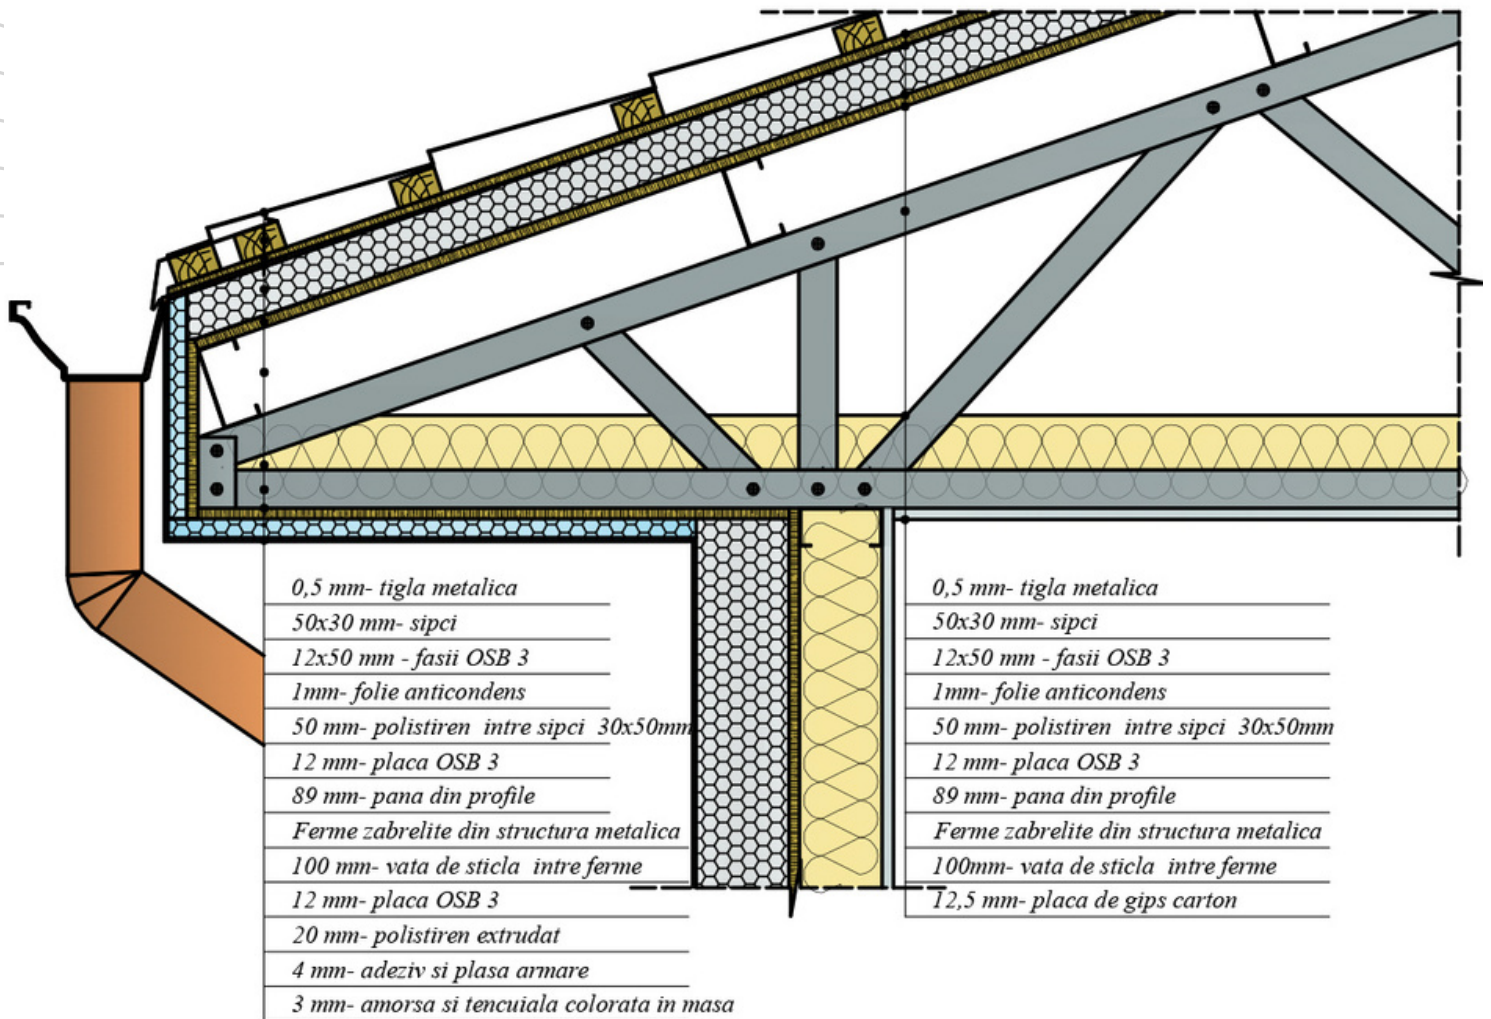 0,5 mm- tigla metalica
50x30 mm- sipci
12x50 mm - fasii OSB 3
1mm- folie anticondens
50 mm- polistiren intre sipci 30x50mm
12 mm- placa OSB 3
89 mm- pana din profile
Ferme zabrelite din structura metalica
100 mm- vata de sticla intre ferme
12 mm- placa OSB 3
20 mm- polistiren extrudat
4 mm- adeziv si plasa armare
3 mm- amorsa si tencuiala colorata in masa
0,5 mm- tigla metalica
50x30 mm- sipci
12x50 mm - fasii OSB 3
1mm- folie anticondens
50 mm- polistiren intre sipci 30x50mm
12 mm- placa OSB 3
89 mm- pana din profile
Ferme zabrelite din structura metalica
100mm- vata de sticla intre ferme
12,5 mm- placa de gips carton